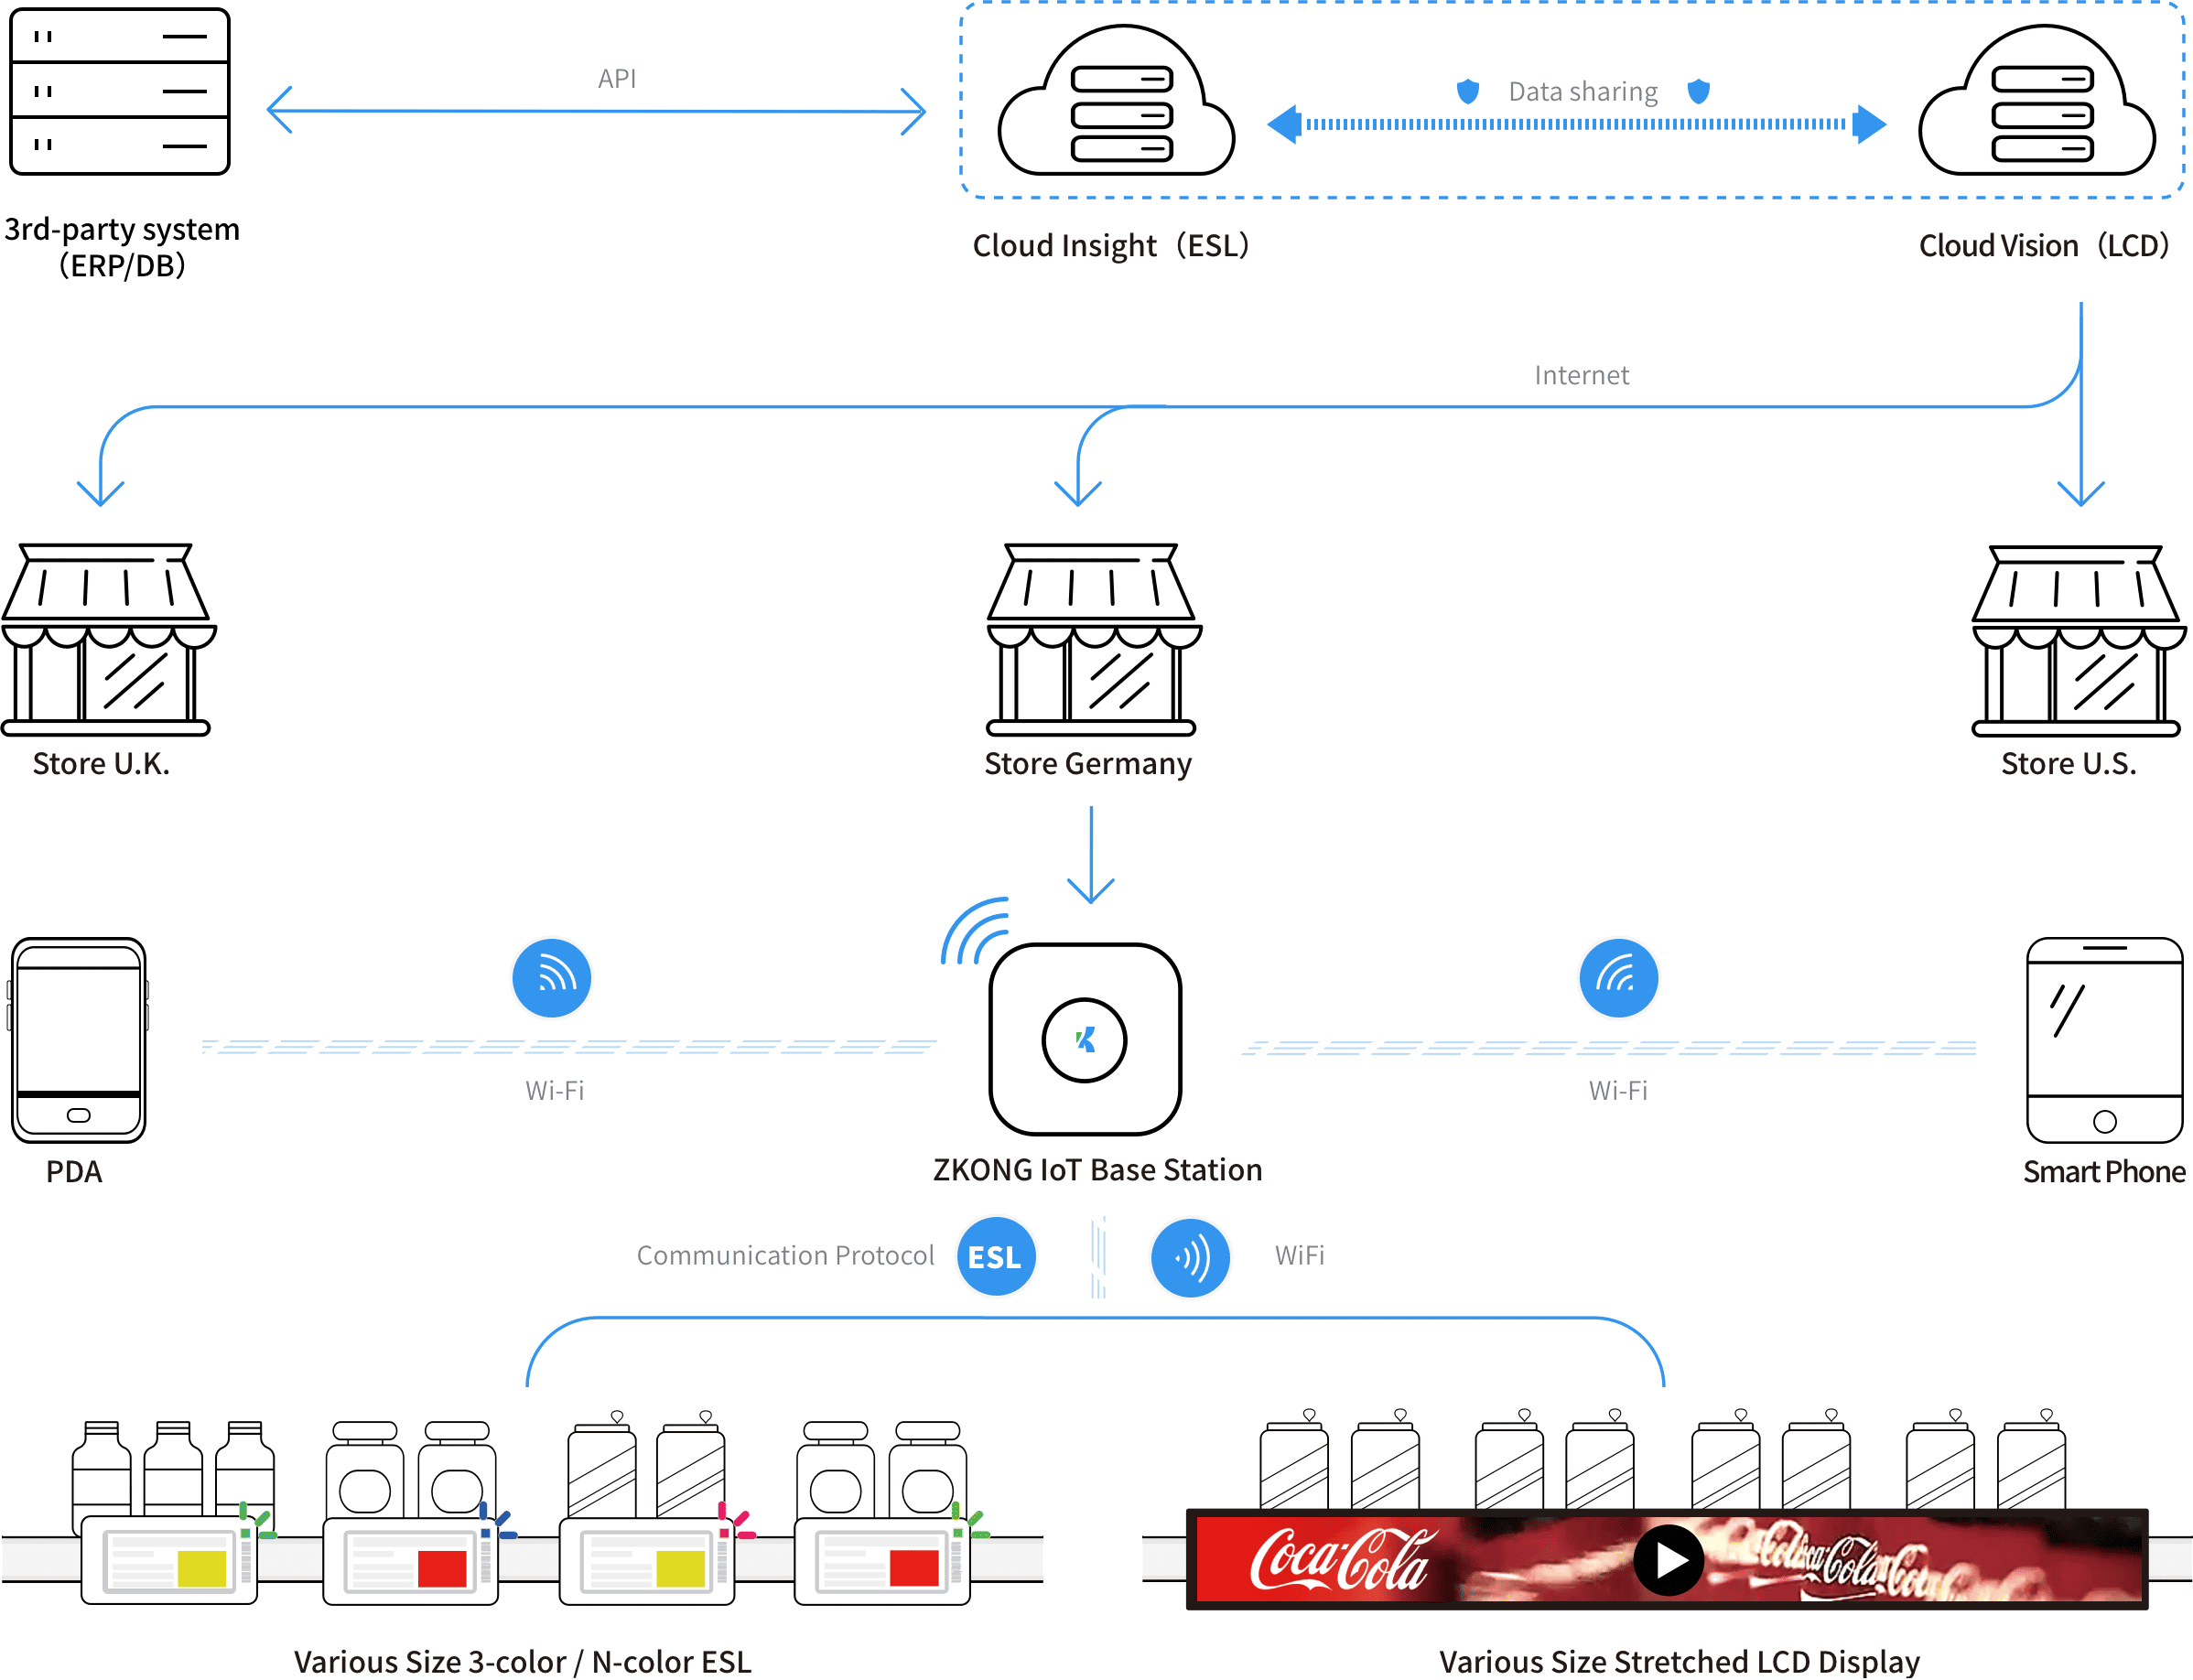 API
Data sharing
3rd-party system
（ERP/DB）
Cloud Insight（ESL）
Cloud Vision（LCD）
Internet
Store U.K.
Store Germany
Store U.S.
Wi-Fi
Wi-Fi
PDA
ZKONG IoT Base Station
Smart Phone
Communication Protocol
ESL
WiFi
Coca-Cola
Coca-Cola
Various Size 3-color / N-color ESL
Various Size Stretched LCD Display